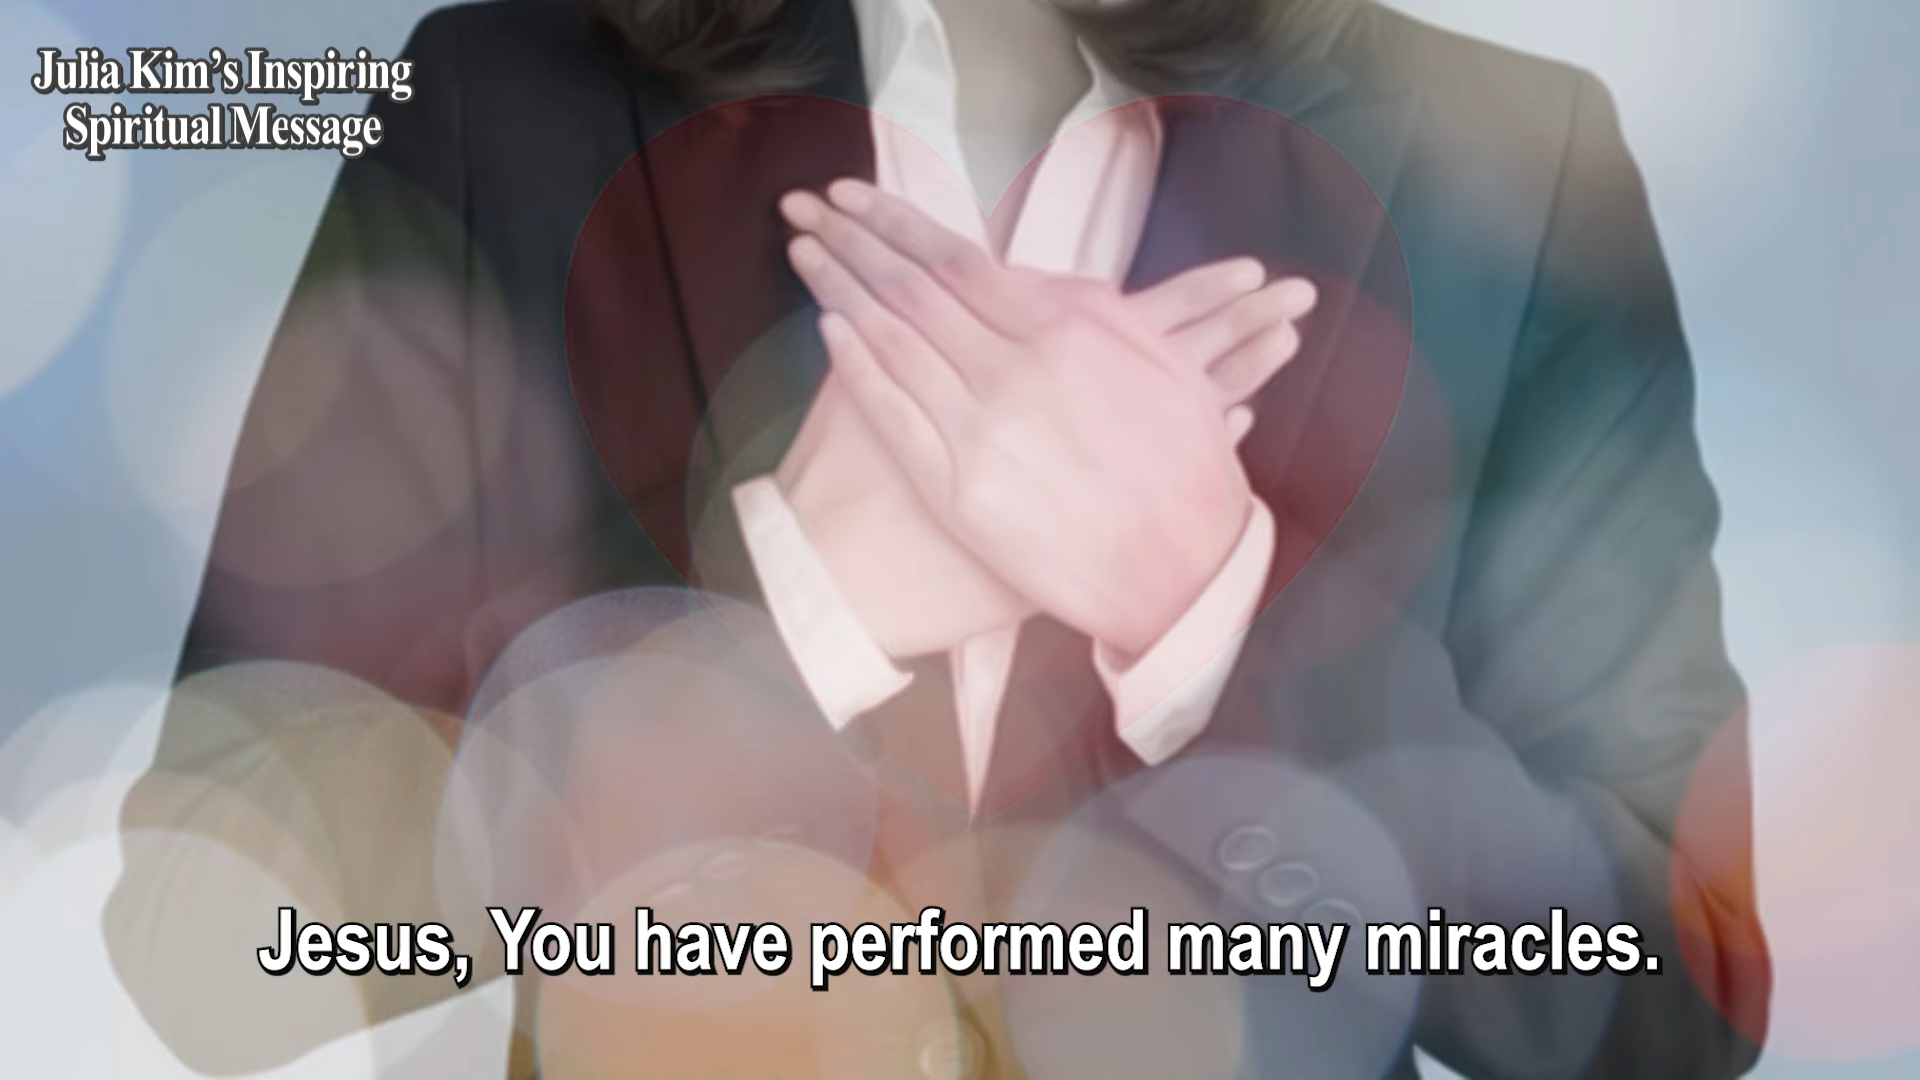 Julia Kim's Inspiring
Spiritual Message
Jesus, You have performed many miracles.